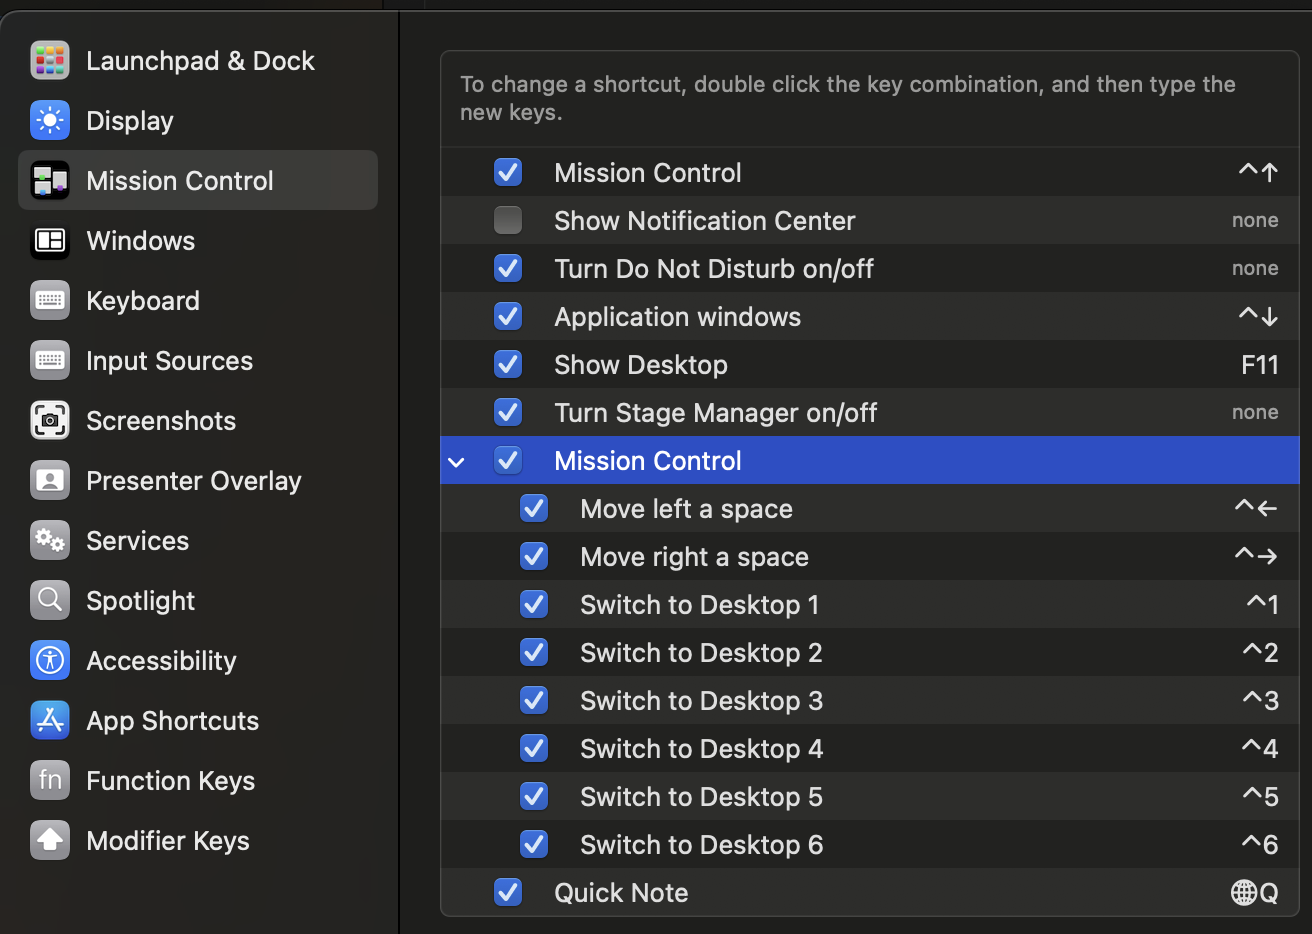 Launchpad & Dock
Display
Mission Control
Windows
Keyboard
Input Sources
Screenshots
Presenter Overlay
Services
Spotlight
Accessibility
App Shortcuts
fn Function Keys
Modifier Keys
To change a shortcut, double click the key combination, and then type the
new keys.
Mission Control ^↑
Show Notification Center none
Turn Do Not Disturb on/off none
Application windows ^↓
Show Desktop F11
Turn Stage Manager on/off none
Mission Control
Move left a space ^←
Move right a space ^→
Switch to Desktop 1 ^1
Switch to Desktop 2 ^2
Switch to Desktop 3 ^3
Switch to Desktop 4 ^4
Switch to Desktop 5 ^5
Switch to Desktop 6 ^6
Quick Note 🌐Q